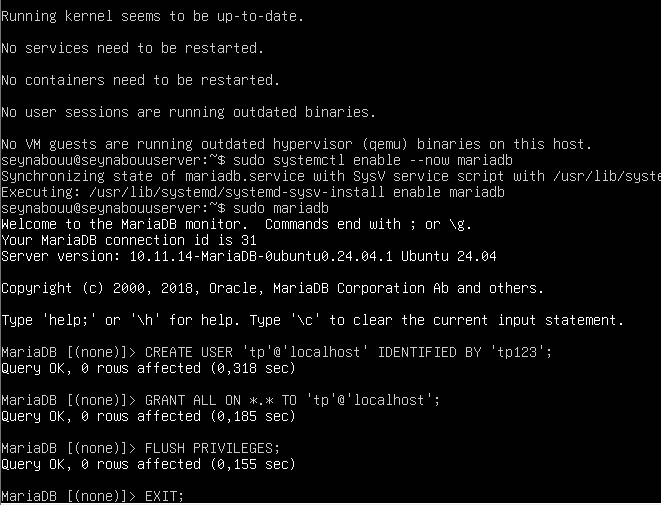 Running kernel seems to be up-to-date.
No services need to be restarted.
No containers need to be restarted.
No user sessions are running outdated binaries.
No VM guests are running outdated hypervisor (qemu) binaries on this host.
seynabouu@seynabouuserver:~$ sudo systemctl enable --now mariadb
Synchronizing state of mariadb.service with SysV service script with /usr/lib/syste
Executing: /usr/lib/systemd/systemd-sysv-install enable mariadb
seynabouu@seynabouuserver:~$ sudo mariadb
Welcome to the MariaDB monitor.  Commands end with ; or \g.
Your MariaDB connection id is 31
Server version: 10.11.14-MariaDB-0ubuntu0.24.04.1 Ubuntu 24.04
Copyright (c) 2000, 2018, Oracle, MariaDB Corporation Ab and others.
Type 'help;' or '\h' for help. Type '\c' to clear the current input statement.
MariaDB [(none)]> CREATE USER 'tp'@'localhost' IDENTIFIED BY 'tp123';
Query OK, 0 rows affected (0,318 sec)
MariaDB [(none)]> GRANT ALL ON *.* TO 'tp'@'localhost';
Query OK, 0 rows affected (0,185 sec)
MariaDB [(none)]> FLUSH PRIVILEGES;
Query OK, 0 rows affected (0,155 sec)
MariaDB [(none)]> EXIT;